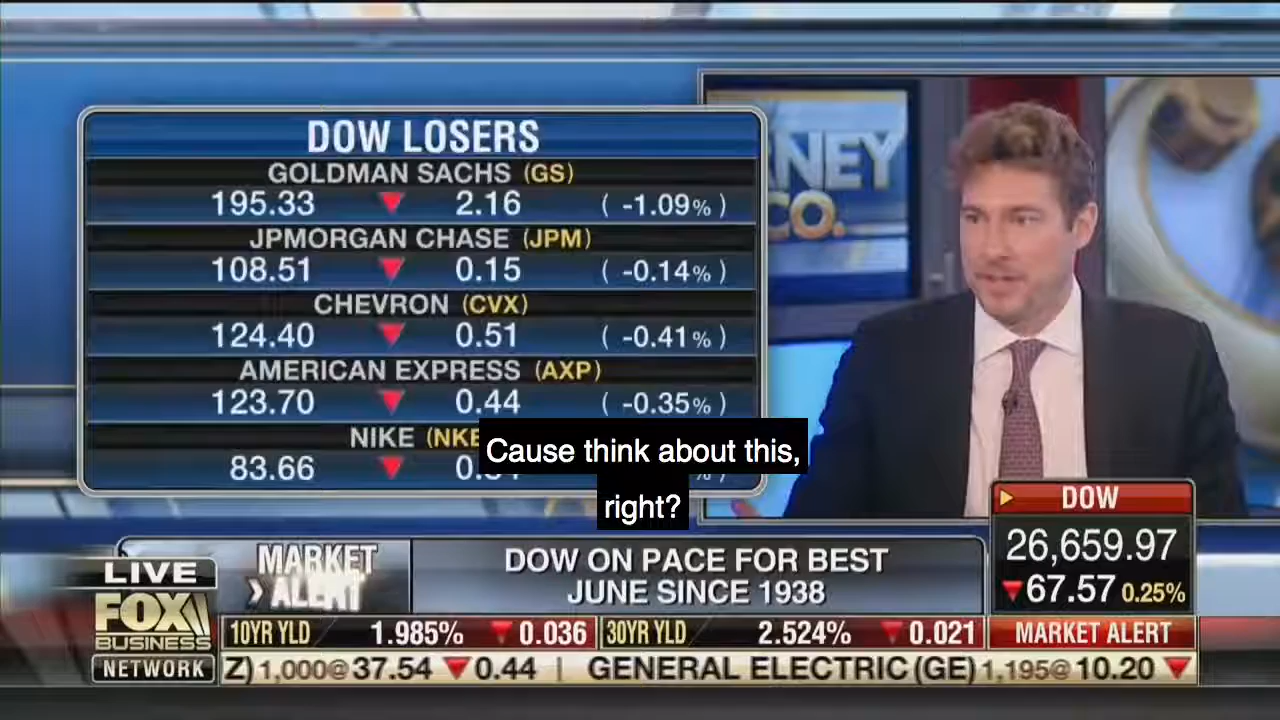 DOW LOSERS
GOLDMAN SACHS (GS)
195.33 ▼ 2.16 ( -1.09% )
JPMORGAN CHASE (JPM)
108.51 ▼ 0.15 ( -0.14% )
CHEVRON (CVX)
124.40 ▼ 0.51 ( -0.41% )
AMERICAN EXPRESS (AXP)
123.70 ▼ 0.44 ( -0.35% )
NIKE (NKE
83.66 ▼
NEY
CO.
Cause think about this,
right?
DOW
26,659.97
▼67.57 0.25%
MARKET ALERT
MARKET
ALERT
DOW ON PACE FOR BEST
JUNE SINCE 1938
LIVE
FOX
BUSINESS
NETWORK
10YR YLD 1.985% ▼0.036 30YR YLD 2.524% ▼0.021
Z) 1,000@37.54 ▼0.44 | GENERAL ELECTRIC (GE) 1,195@10.20 ▼